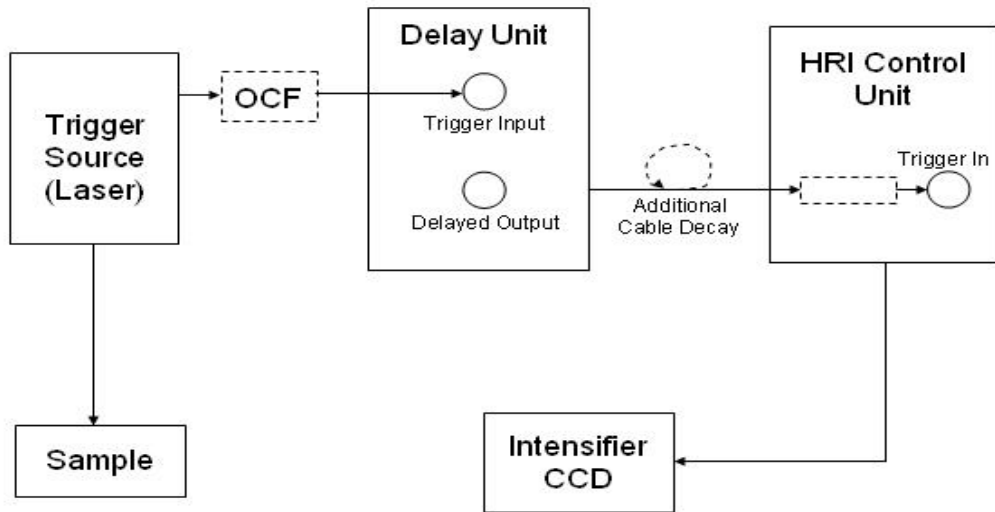 Trigger
Source
(Laser)
OCF
Delay Unit
Trigger Input
Delayed Output
Additional
Cable Decay
HRI Control
Unit
Trigger In
Sample
Intensifier
CCD